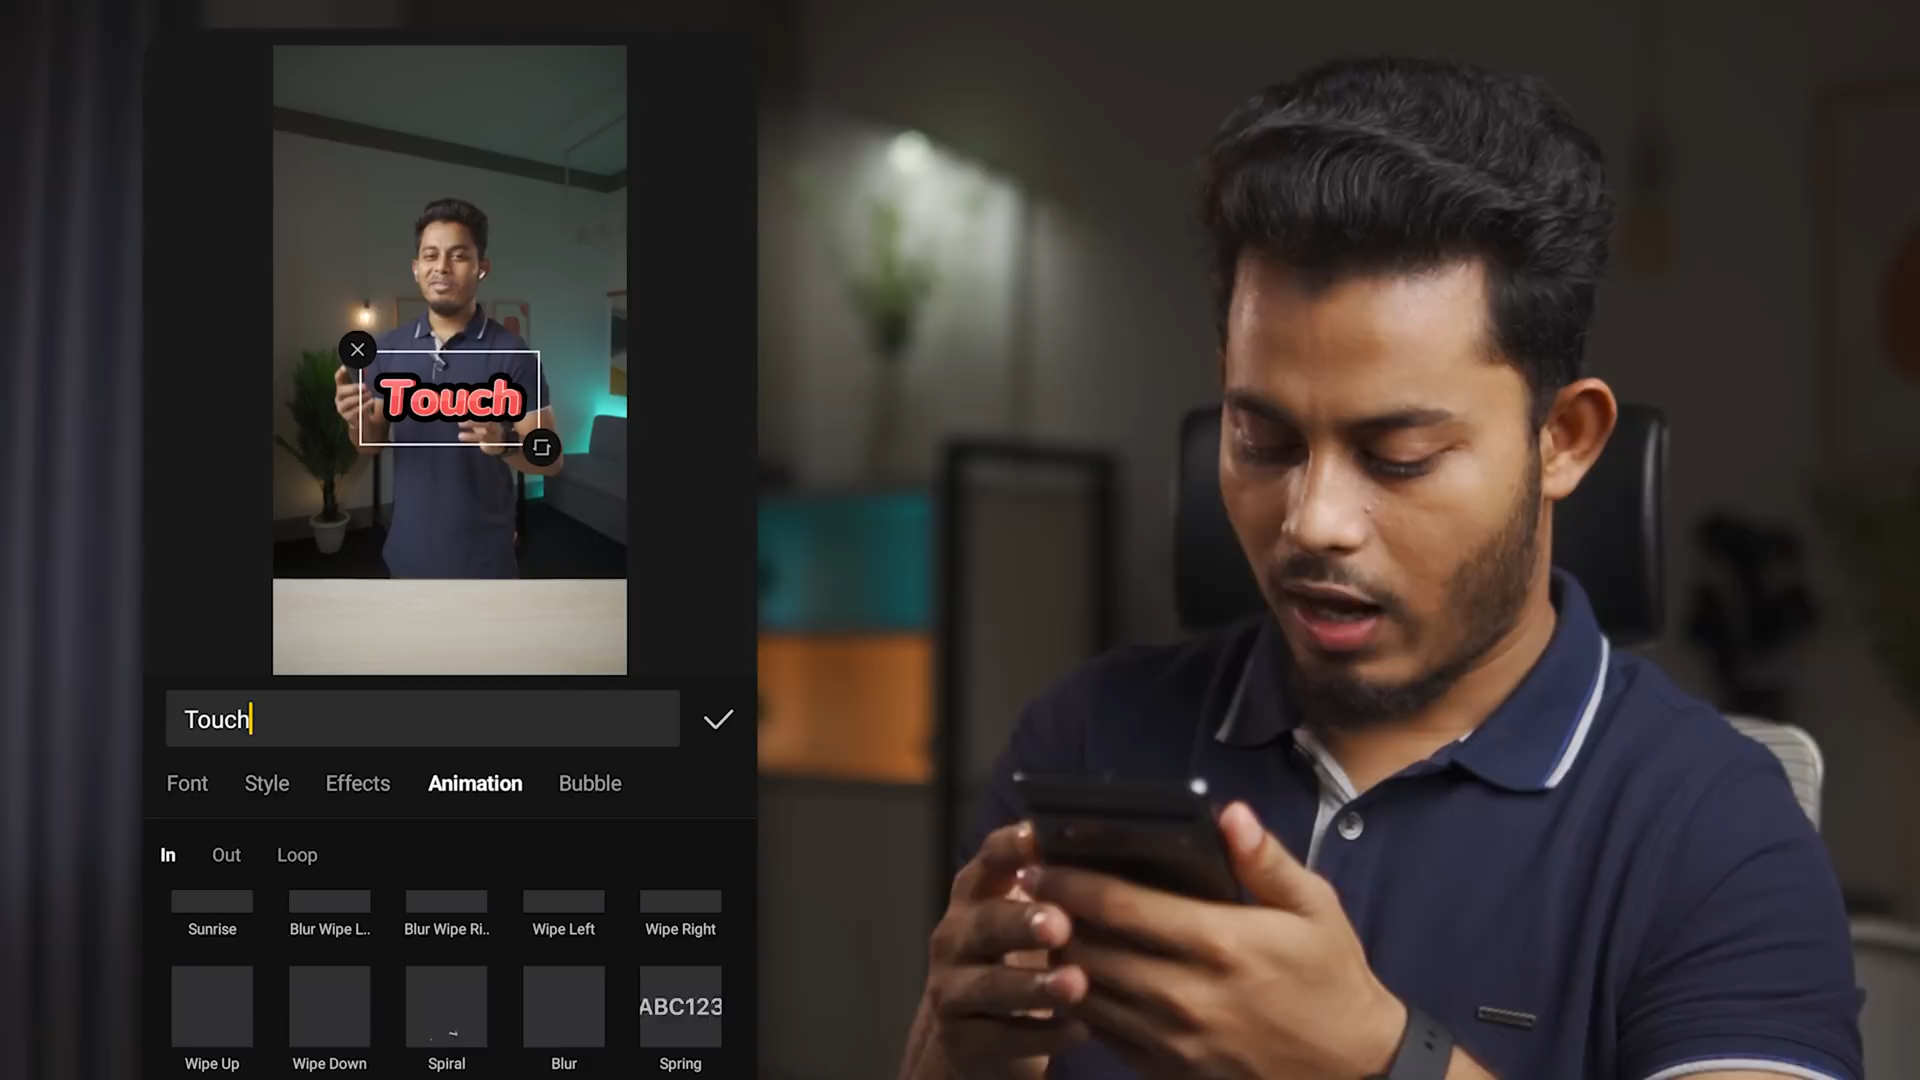 Touch
Touch
Font Style Effects Animation Bubble
In Out Loop
Sunrise Blur Wipe L.. Blur Wipe Ri.. Wipe Left Wipe Right
ABC123
Wipe Up Wipe Down Spiral Blur Spring